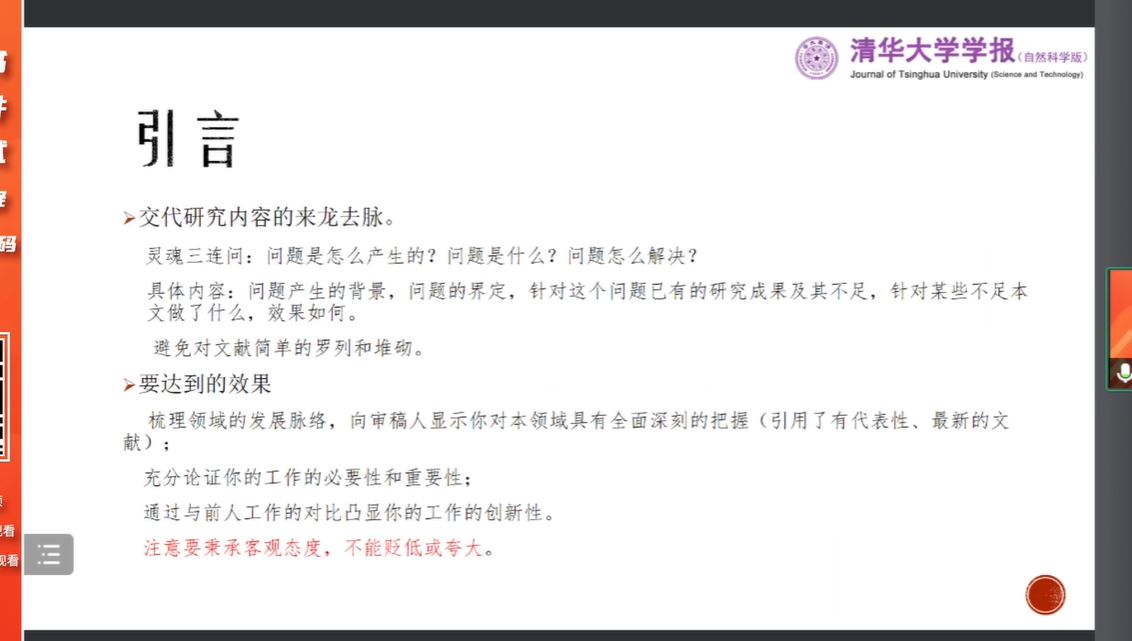 清华大学学报（自然科学版）
Journal of Tsinghua University (Science and Technology)
引言
交代研究内容的来龙去脉。
灵魂三连问：问题是怎么产生的？问题是什么？问题怎么解决？
具体内容：问题产生的背景，问题的界定，针对这个问题已有的研究成果及其不足，针对某些不足本
文做了什么，效果如何。
避免对文献简单的罗列和堆砌。
要达到的效果
梳理领域的发展脉络，向审稿人显示你对本领域具有全面深刻的把握（引用了有代表性、最新的文
献）；
充分论证你的工作的必要性和重要性；
通过与前人工作的对比凸显你的工作的创新性。
注意要秉承客观态度，不能贬低或夸大。
码
看
观看